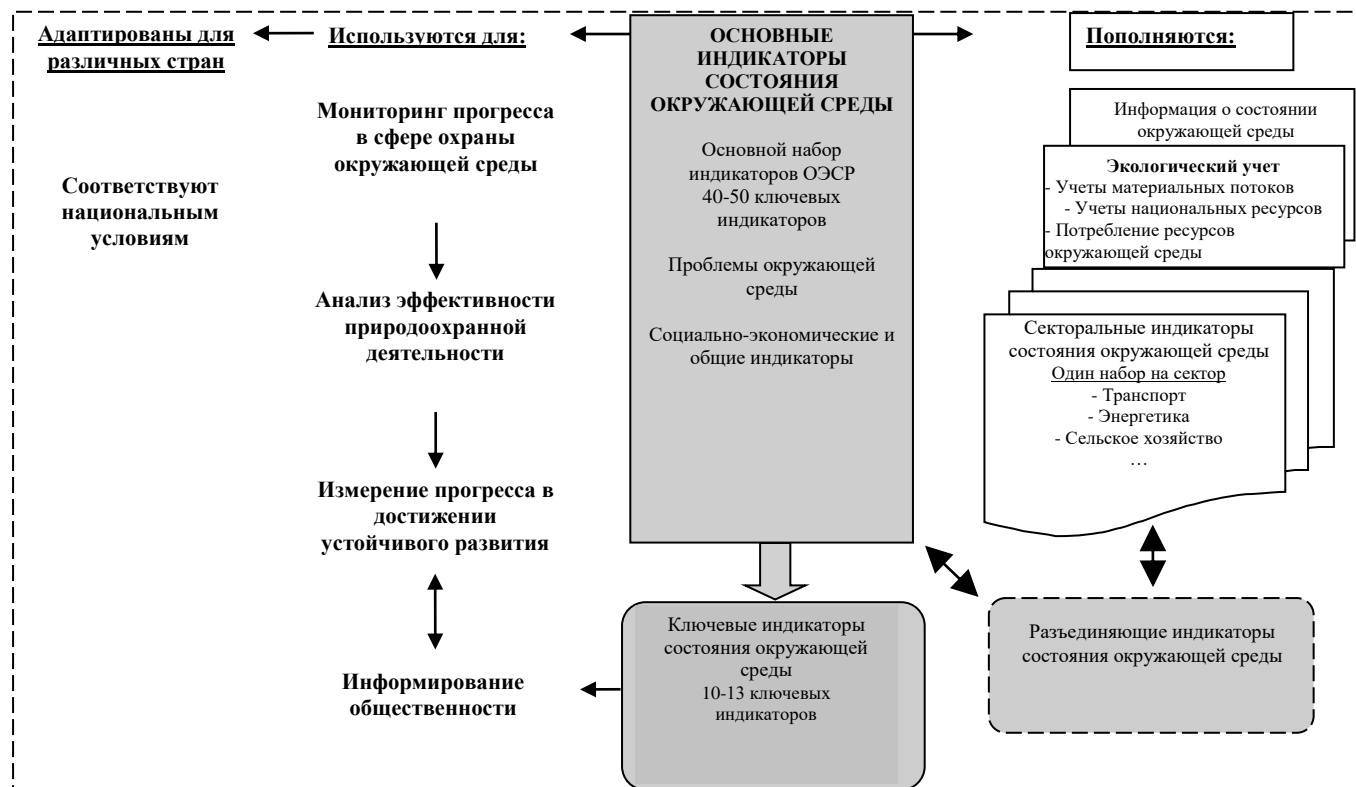 Адаптированы для
различных стран
Соответствуют
национальным
условиям
Используются для:
Мониторинг прогресса
в сфере охраны
окружающей среды
Анализ эффективности
природоохранной
деятельности
Измерение прогресса в
достижении
устойчивого развития
Информирование
общественности
ОСНОВНЫЕ
ИНДИКАТОРЫ
СОСТОЯНИЯ
ОКРУЖАЮЩЕЙ СРЕДЫ
Основной набор
индикаторов ОЭСР
40-50 ключевых
индикаторов
Проблемы окружающей
среды
Социально-экономические и
общие индикаторы
Ключевые индикаторы
состояния окружающей
среды
10-13 ключевых
индикаторов
Пополняются:
Информация о состоянии
окружающей среды
Экологический учет
- Учеты материальных потоков
- Учеты национальных ресурсов
- Потребление ресурсов
окружающей среды
Секторальные индикаторы
состояния окружающей среды
Один набор на сектор
- Транспорт
- Энергетика
- Сельское хозяйство
…
Разъединяющие индикаторы
состояния окружающей среды